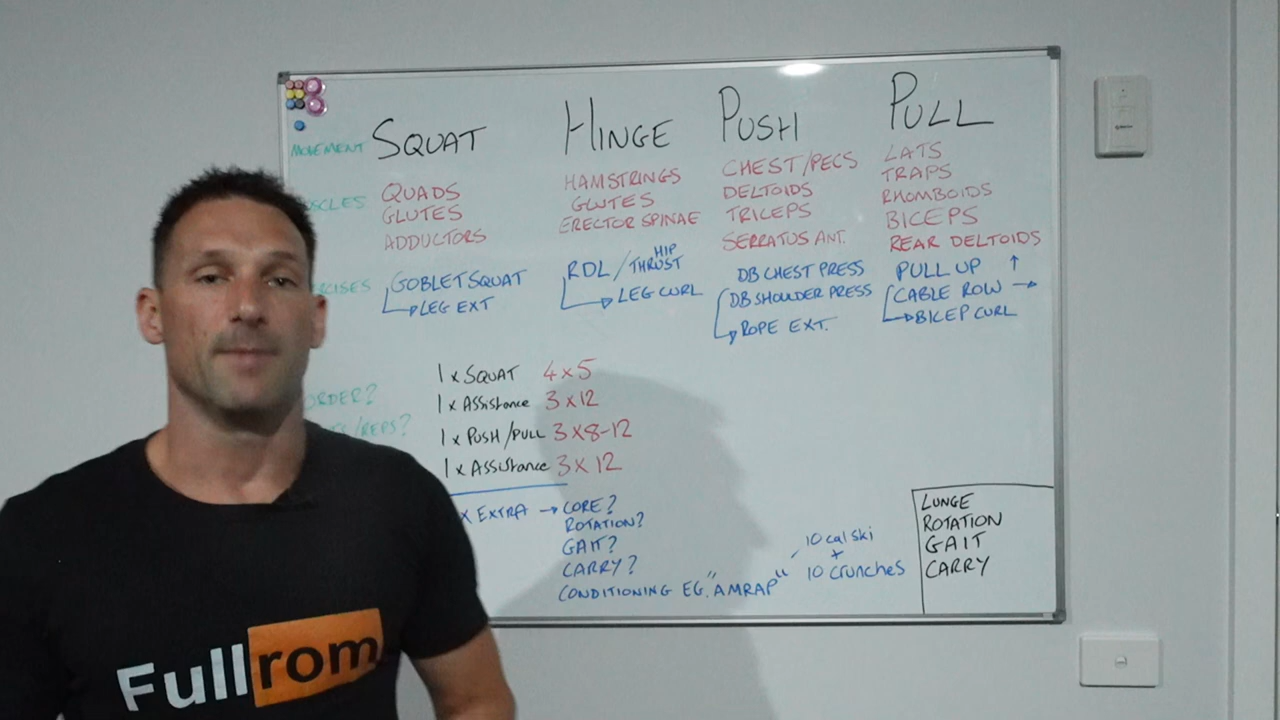 MOVEMENT SQUAT HINGE PUSH PULL
QUADS
GLUTES
ADDUCTORS
HAMSTRINGS
GLUTES
ERECTOR SPINAE
CHEST/PECS
DELTOIDS
TRICEPS
SERRATUS ANT.
LATS
TRAPS
RHOMBOIDS
BICEPS
REAR DELTOIDS
GOBLET SQUAT
LEG EXT
RDL / HIP THRUST
LEG CURL
DB CHEST PRESS
DB SHOULDER PRESS
ROPE EXT.
PULL UP ↑
CABLE ROW →
BICEP CURL
ORDER?
/REPS?
1 x SQUAT 4 x 5
1 x Assistance 3 x 12
1 x PUSH/PULL 3 x 8-12
1 x Assistance 3 x 12
x EXTRA → CORE?
ROTATION?
GAIT?
CARRY?
CONDITIONING EG. "AMRAP"
10 cal ski
+
10 crunches
LUNGE
ROTATION
GAIT
CARRY
Fullrom